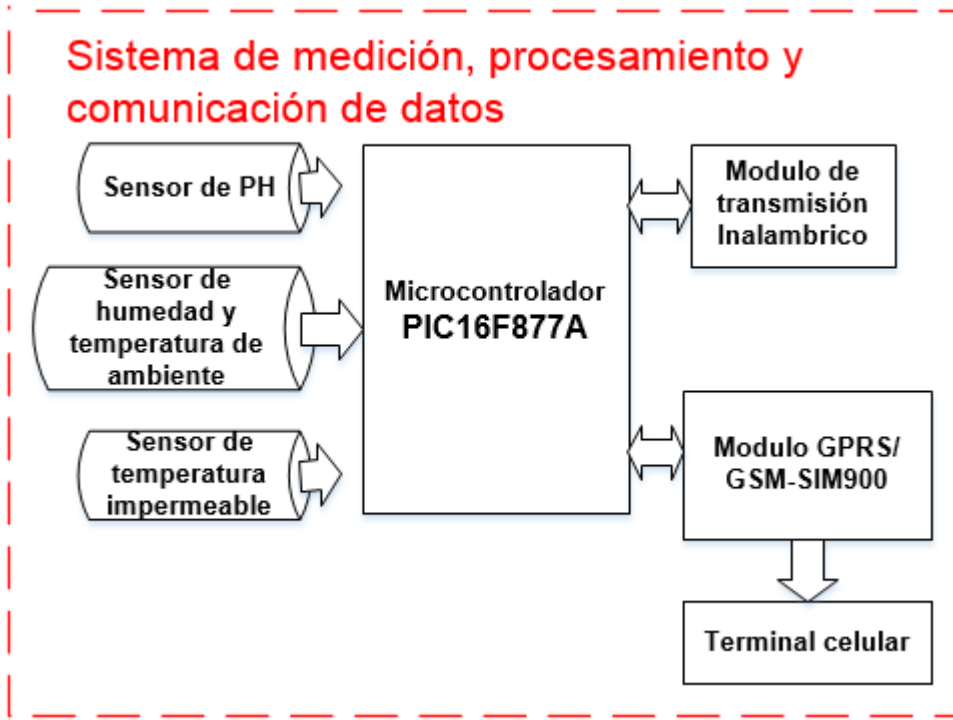 Sistema de medición, procesamiento y
comunicación de datos
Sensor de PH
Sensor de
humedad y
temperatura de
ambiente
Sensor de
temperatura
impermeable
Microcontrolador
PIC16F877A
Modulo de
transmisión
Inalambrico
Modulo GPRS/
GSM-SIM900
Terminal celular